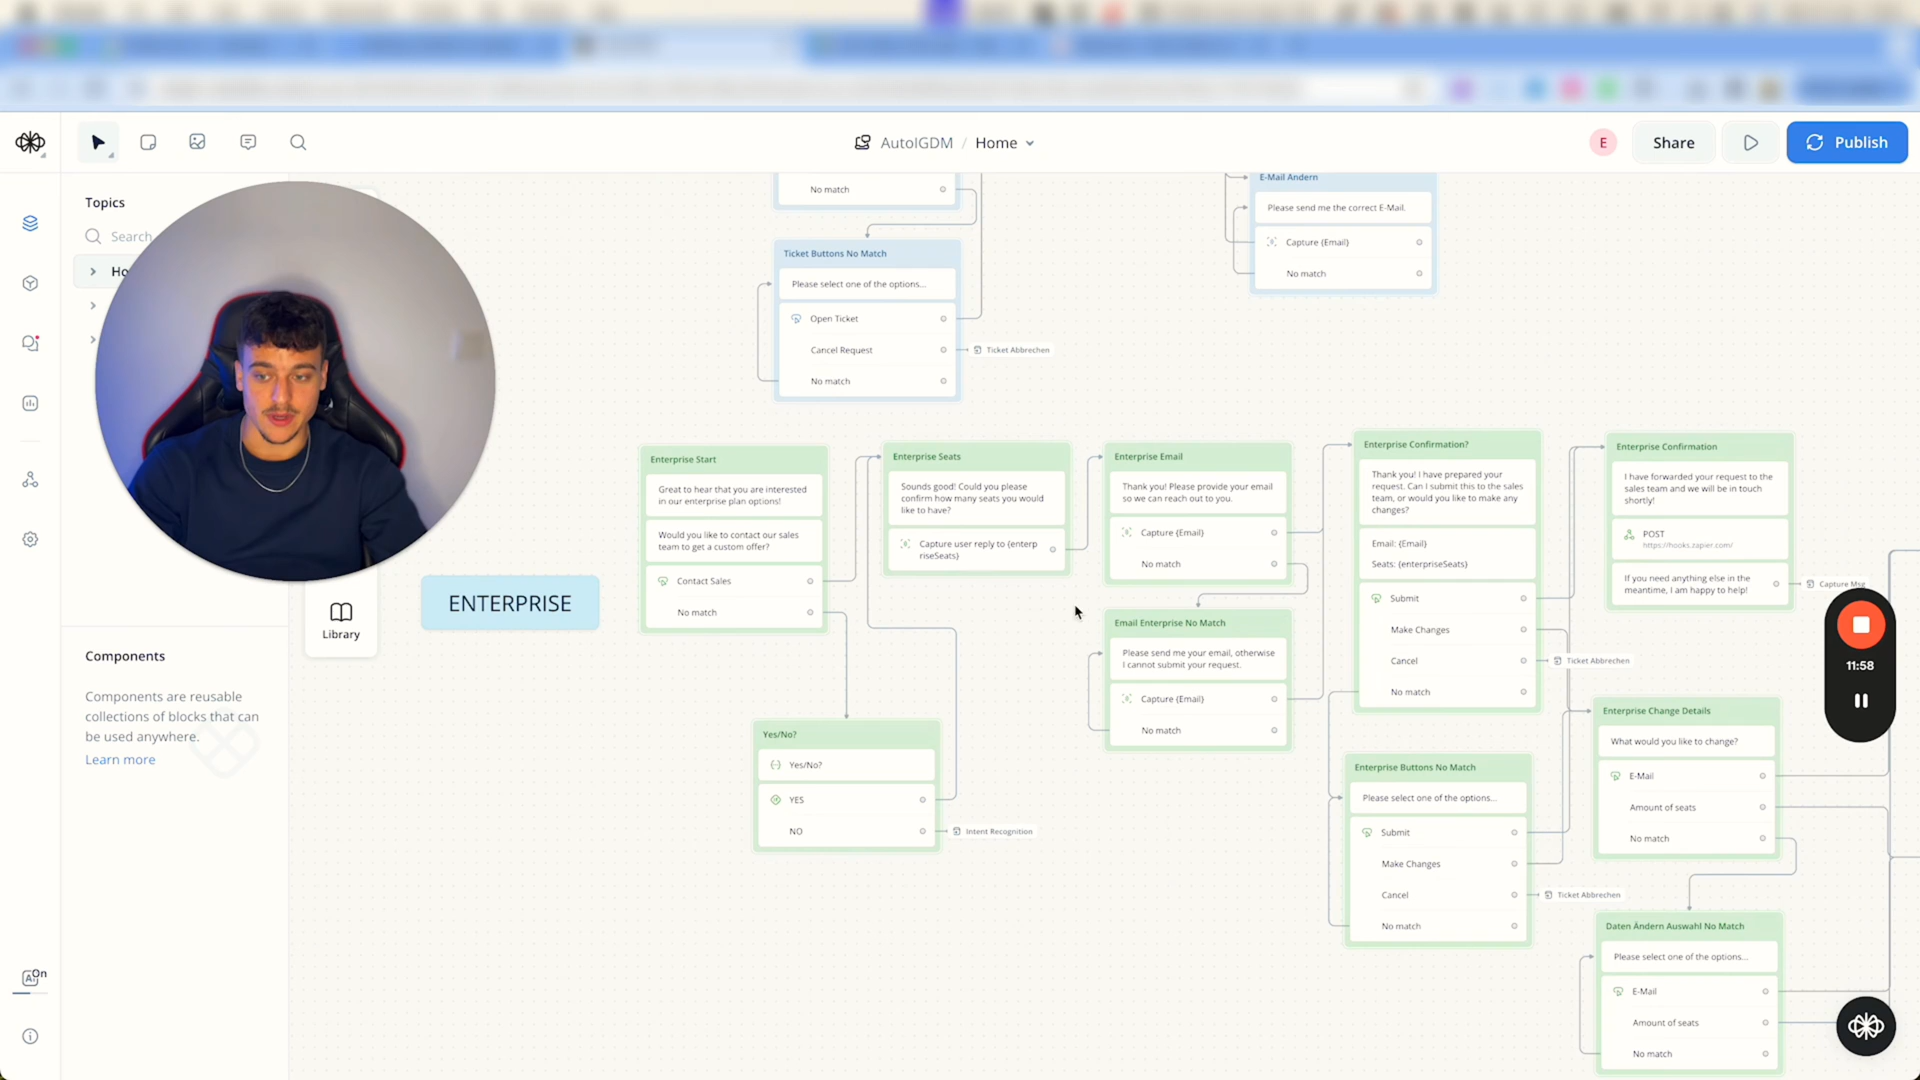 AutoIGDM / Home
E
Share
Publish
Topics
Search
Ho
Library
Components
Components are reusable
collections of blocks that can
be used anywhere.
Learn more
On
No match
Ticket Buttons No Match
Please select one of the options...
Open Ticket
Cancel Request
Ticket Abbrechen
No match
E-Mail Ändern
Please send me the correct E-Mail.
Capture {Email}
No match
ENTERPRISE
Enterprise Start
Great to hear that you are interested
in our enterprise plan options!
Would you like to contact our sales
team to get a custom offer?
Contact Sales
No match
Yes/No?
Yes/No?
YES
NO
Intent Recognition
Enterprise Seats
Sounds good! Could you please
confirm how many seats you would
like to have?
Capture user reply to {enterp
riseSeats}
Enterprise Email
Thank you! Please provide your email
so we can reach out to you.
Capture {Email}
No match
Email Enterprise No Match
Please send me your email, otherwise
I cannot submit your request.
Capture {Email}
No match
Enterprise Confirmation?
Thank you! I have prepared your
request. Can I submit this to the sales
team, or would you like to make any
changes?
Email: {Email}
Seats: {enterpriseSeats}
Submit
Make Changes
Cancel
Ticket Abbrechen
No match
Enterprise Buttons No Match
Please select one of the options...
Submit
Make Changes
Cancel
Ticket Abbrechen
No match
Enterprise Confirmation
I have forwarded your request to the
sales team and we will be in touch
shortly!
POST
https://hooks.zapier.com/
If you need anything else in the
meantime, I am happy to help!
Capture Msg
Enterprise Change Details
What would you like to change?
E-Mail
Amount of seats
No match
Daten Ändern Auswahl No Match
Please select one of the options...
E-Mail
Amount of seats
No match
11:58